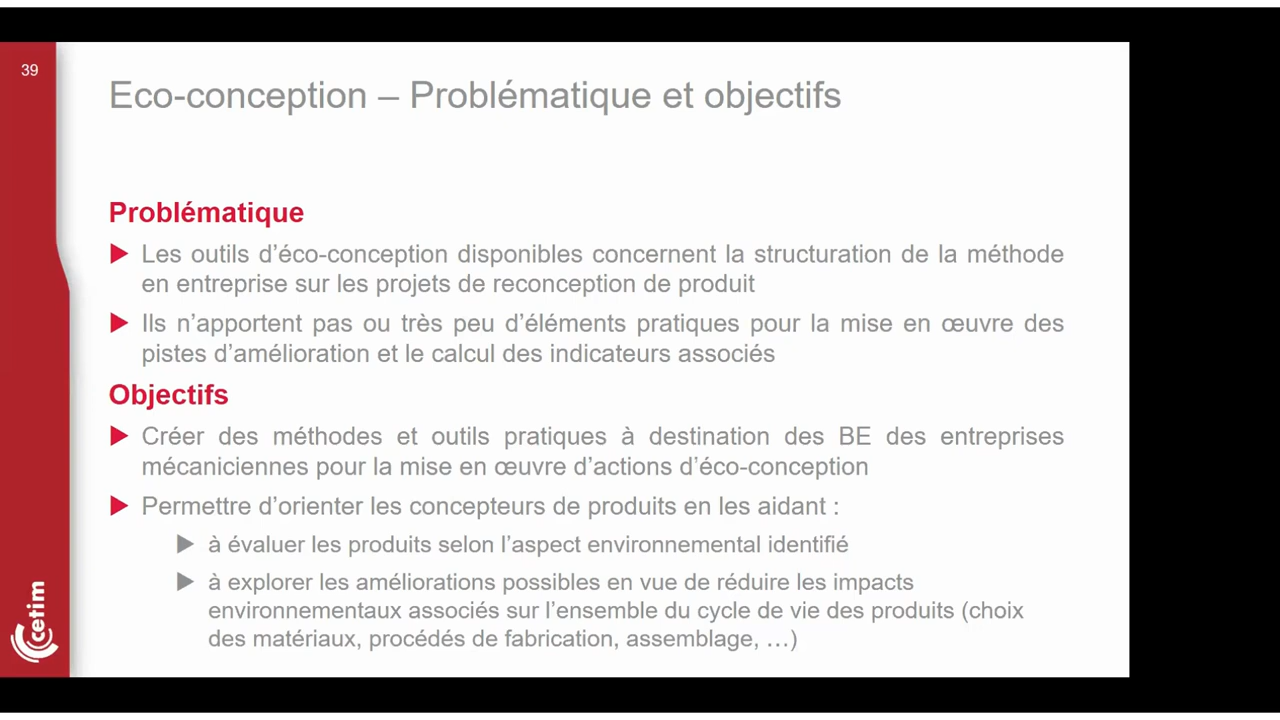 39
Eco-conception – Problématique et objectifs
Problématique
Les outils d’éco-conception disponibles concernent la structuration de la méthode
en entreprise sur les projets de reconception de produit
Ils n’apportent pas ou très peu d’éléments pratiques pour la mise en œuvre des
pistes d’amélioration et le calcul des indicateurs associés
Objectifs
Créer des méthodes et outils pratiques à destination des BE des entreprises
mécaniciennes pour la mise en œuvre d’actions d’éco-conception
Permettre d’orienter les concepteurs de produits en les aidant :
à évaluer les produits selon l’aspect environnemental identifié
à explorer les améliorations possibles en vue de réduire les impacts
environnementaux associés sur l’ensemble du cycle de vie des produits (choix
des matériaux, procédés de fabrication, assemblage, …)
cetim